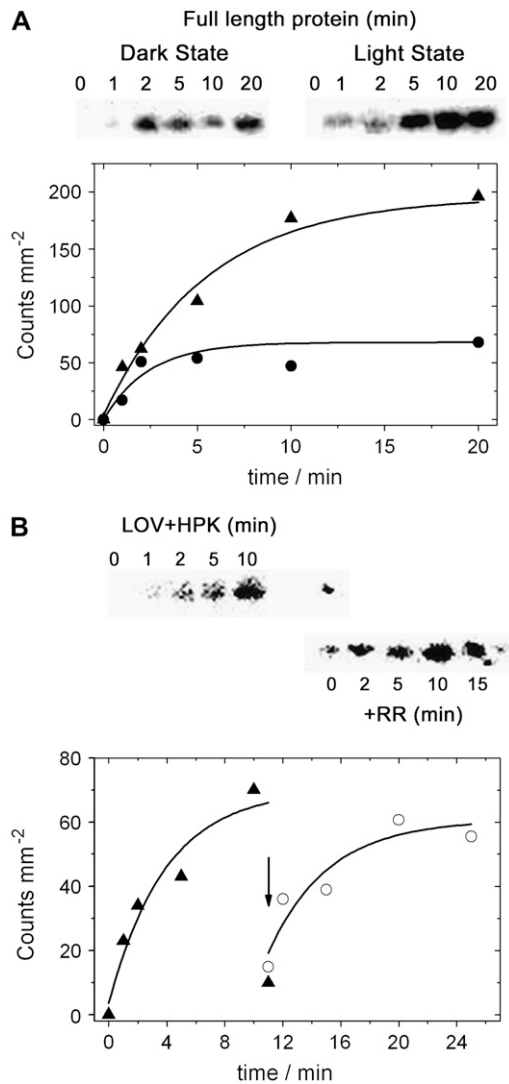 A
Full length protein (min)
Dark State Light State
0 1 2 5 10 20 0 1 2 5 10 20
Counts mm-2
200
150
100
50
0
0 5 10 15 20
time / min
B
LOV+HPK (min)
0 1 2 5 10
0 2 5 10 15
+RR (min)
Counts mm-2
80
60
40
20
0
0 4 8 12 16 20 24
time / min